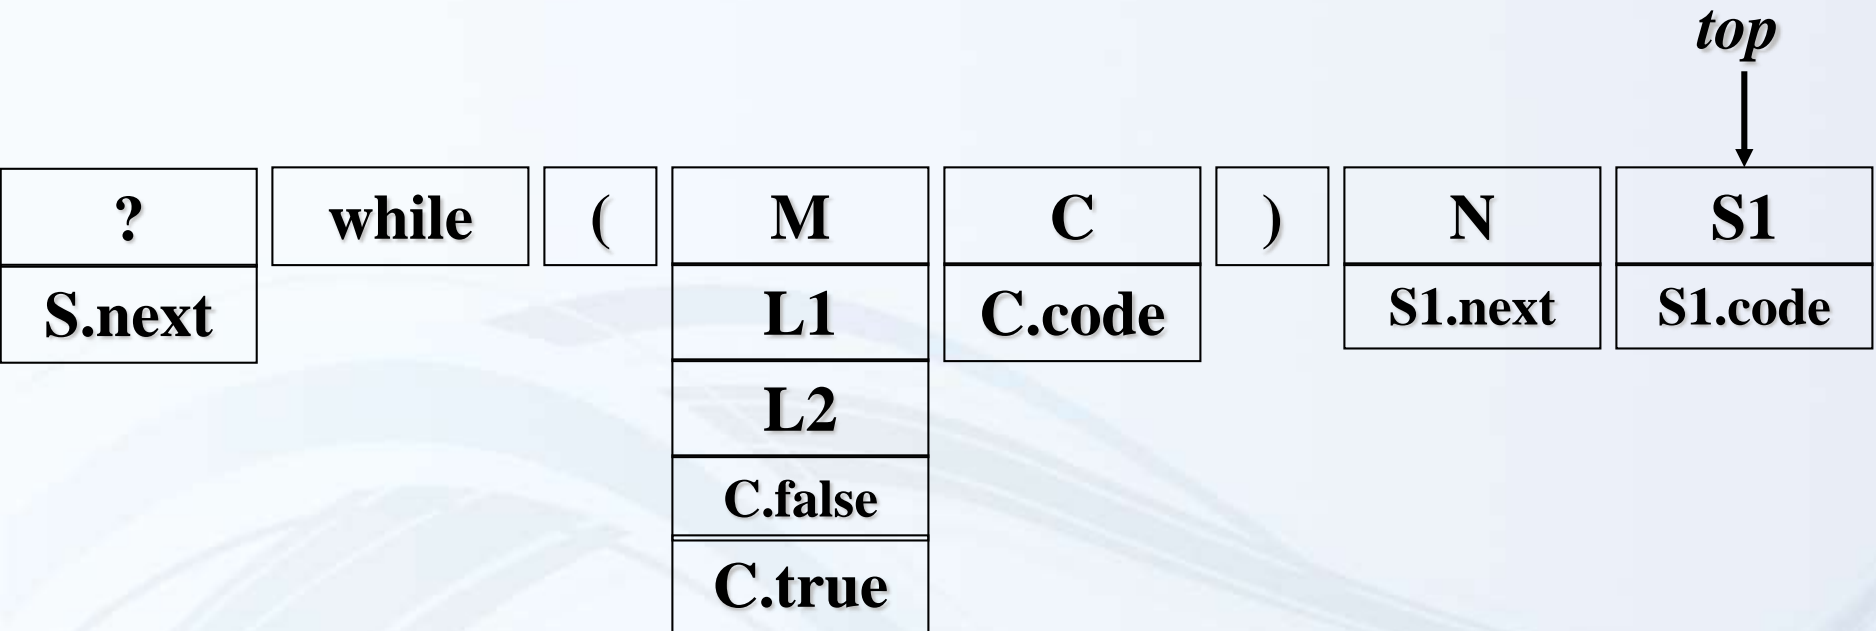 top
? while ( M C ) N S1
S.next L1 C.code S1.next S1.code
L2
C.false
C.true